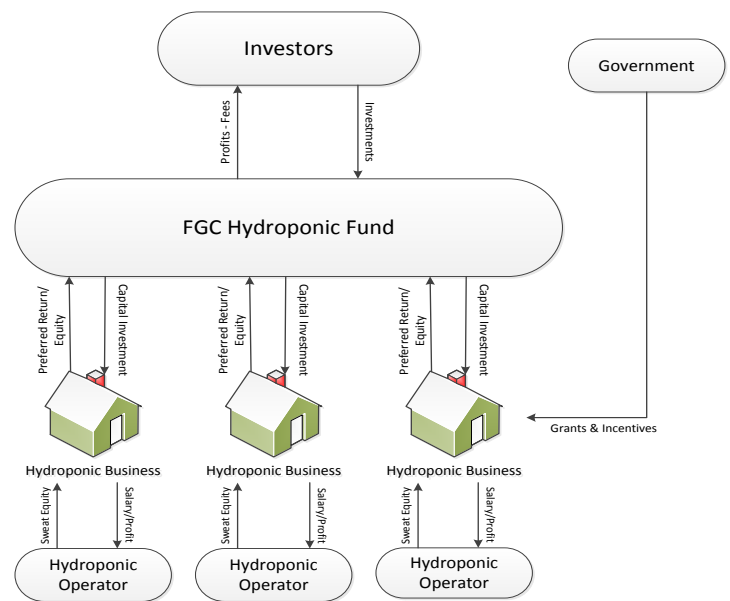 Investors
Government
Profits - Fees
Investments
FGC Hydroponic Fund
Preferred Return/
Equity
Capital Investment
Preferred Return/
Equity
Capital Investment
Preferred Return/
Equity
Capital Investment
Grants & Incentives
Hydroponic Business
Hydroponic Business
Hydroponic Business
Sweat Equity
Salary/Profit
Sweat Equity
Salary/Profit
Sweat Equity
Salary/Profit
Hydroponic
Operator
Hydroponic
Operator
Hydroponic
Operator